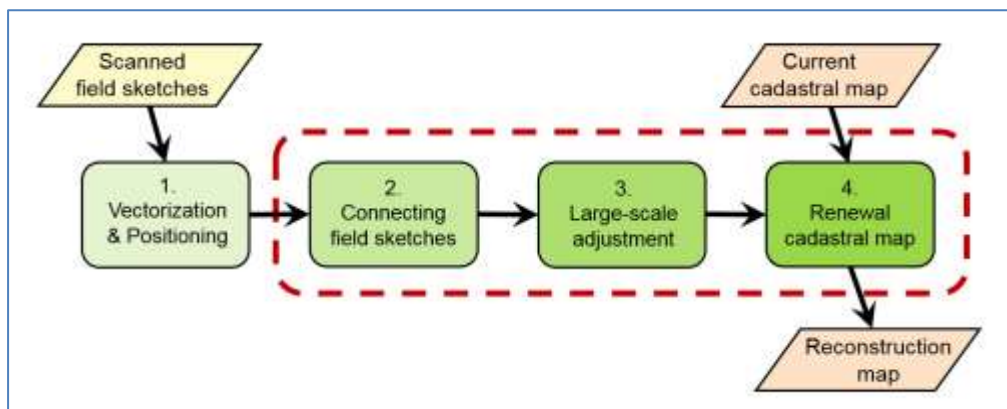 Scanned
field sketches
Current
cadastral map
1.
Vectorization
& Positioning
2.
Connecting
field sketches
3.
Large-scale
adjustment
4.
Renewal
cadastral map
Reconstruction
map